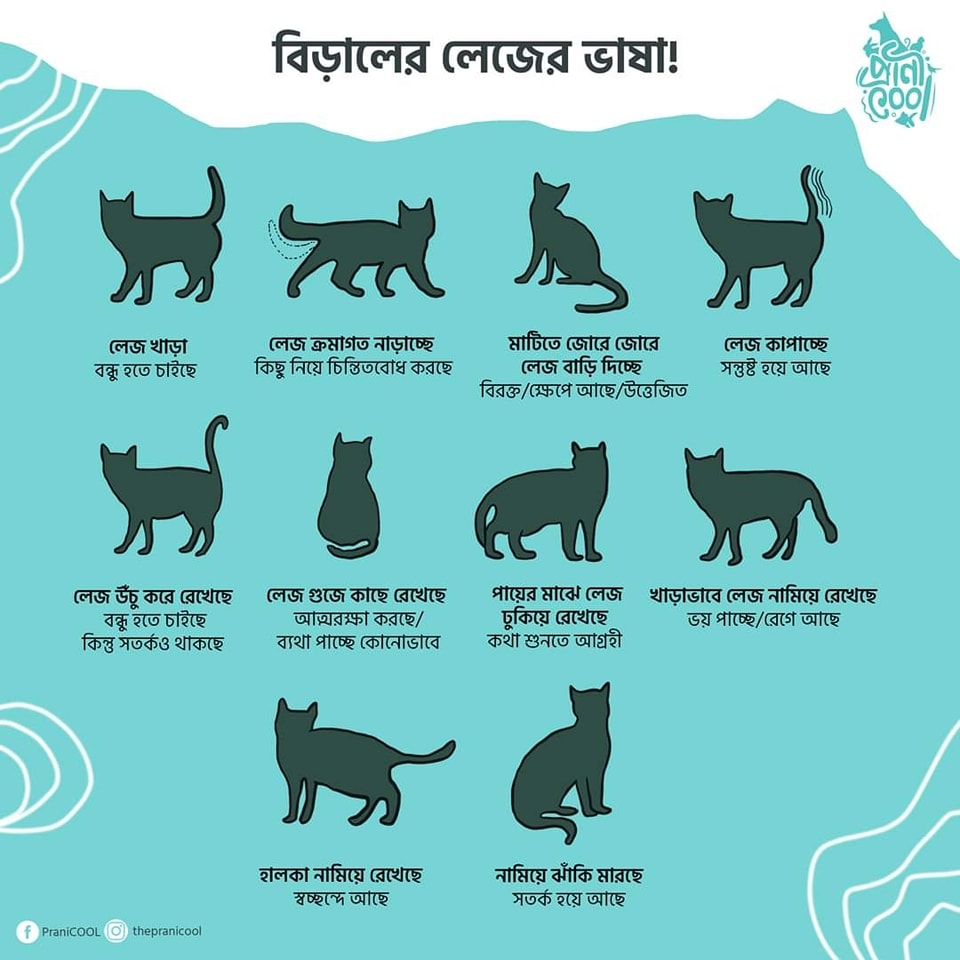 বিড়ালের লেজের ভাষা!
প্রাণী
COOL
লেজ খাড়া
বন্ধু হতে চাইছে
লেজ ক্রমাগত নাড়াচ্ছে
কিছু নিয়ে চিন্তিতবোধ করছে
মাটিতে জোরে জোরে
লেজ বাড়ি দিচ্ছে
বিরক্ত/ক্ষেপে আছে/উত্তেজিত
লেজ কাপাচ্ছে
সন্তুষ্ট হয়ে আছে
লেজ উঁচু করে রেখেছে
বন্ধু হতে চাইছে
কিন্তু সতর্কও থাকছে
লেজ গুজে কাছে রেখেছে
আত্মরক্ষা করছে/
ব্যথা পাচ্ছে কোনোভাবে
পায়ের মাঝে লেজ
ঢুকিয়ে রেখেছে
কথা শুনতে আগ্রহী
খাড়াভাবে লেজ নামিয়ে রেখেছে
ভয় পাচ্ছে/রেগে আছে
হালকা নামিয়ে রেখেছে
স্বচ্ছন্দে আছে
নামিয়ে ঝাঁকি মারছে
সতর্ক হয়ে আছে
PraniCOOL thepranicool